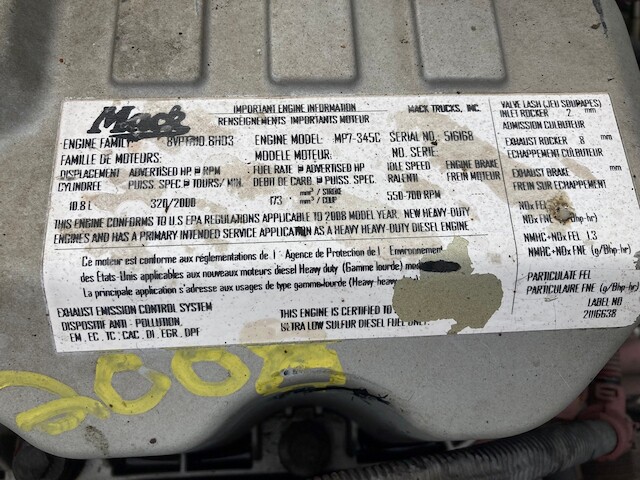 Mack
IMPORTANT ENGINE INFORMATION
RENSEIGNEMENTS IMPORTANTS MOTEUR
MACK TRUCKS, INC.
ENGINE FAMILY: ENGINE MODEL: MP7-345C SERIAL NO.: 516168
FAMILLE DE MOTEURS: MODELE MOTEUR: NO. SERIE:
DISPLACEMENT ADVERTISED HP @ RPM FUEL RATE @ ADVERTISED HP IDLE SPEED ENGINE BRAKE
CYLINDREE PUISS. SPEC @ TOURS/ MIN. DEBIT DE CARB. @ PUISS. SPEC RALENTI FREIN MOTEUR
10.8 L 320/2000 173 mm³ / STROKE 550-700 RPM
mm³ / COUP
THIS ENGINE CONFORMS TO U.S EPA REGULATIONS APPLICABLE TO 2008 MODEL YEAR NEW HEAVY-DUTY
ENGINES AND HAS A PRIMARY INTENDED SERVICE APPLICATION AS A HEAVY HEAVY-DUTY DIESEL ENGINE
Ce moteur est conforme aux réglementations de l' Agence de Protection de l' Environnement
des États-Unis applicables aux nouveaux moteurs diesel Heavy duty (Gamme lourde)
La principale application s'adresse aux usages de type gamme-lourde (Heavy-heavy
EXHAUST EMISSION CONTROL SYSTEM
DISPOSITIF ANTI - POLLUTION.
EM, EC, TC, CAC, DI, EGR, DPF
THIS ENGINE IS CERTIFIED TO
ULTRA LOW SULFUR DIESEL FUEL ONLY.
VALVE LASH (JEU SOUPAPES)
INLET ROCKER .2 mm
ADMISSION CULBUTEUR
EXHAUST ROCKER .8 mm
ECHAPPEMENT CULBUTEUR
EXHAUST BRAKE mm
FREIN SUR ECHAPPEMENT
NOx FEL
NOx FNE (g/Bhp-hr)
NMHC+NOx FEL 1.3
NMHC+NOx FNE (g/Bhp-hr)
PARTICULATE FEL
PARTICULAIRE FNE (g/Bhp-hr)
LABEL NO
21116638